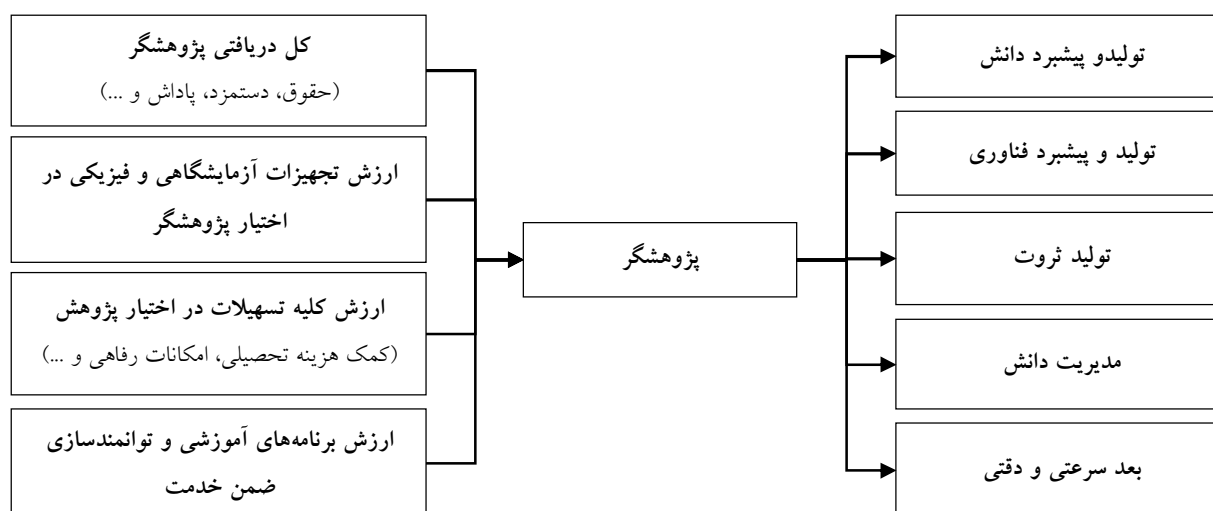 کل دریافتی پژوهشگر
(حقوق، دستمزد، پاداش و ...)
ارزش تجهیزات آزمایشگاهی و فیزیکی در
اختیار پژوهشگر
ارزش کلیه تسهیلات در اختیار پژوهش
(کمک هزینه تحصیلی، امکانات رفاهی و ...)
ارزش برنامه‌های آموزشی و توانمندسازی
ضمن خدمت
پژوهشگر
تولیدو پیشبرد دانش
تولید و پیشبرد فناوری
تولید ثروت
مدیریت دانش
بعد سرعتی و دقتی